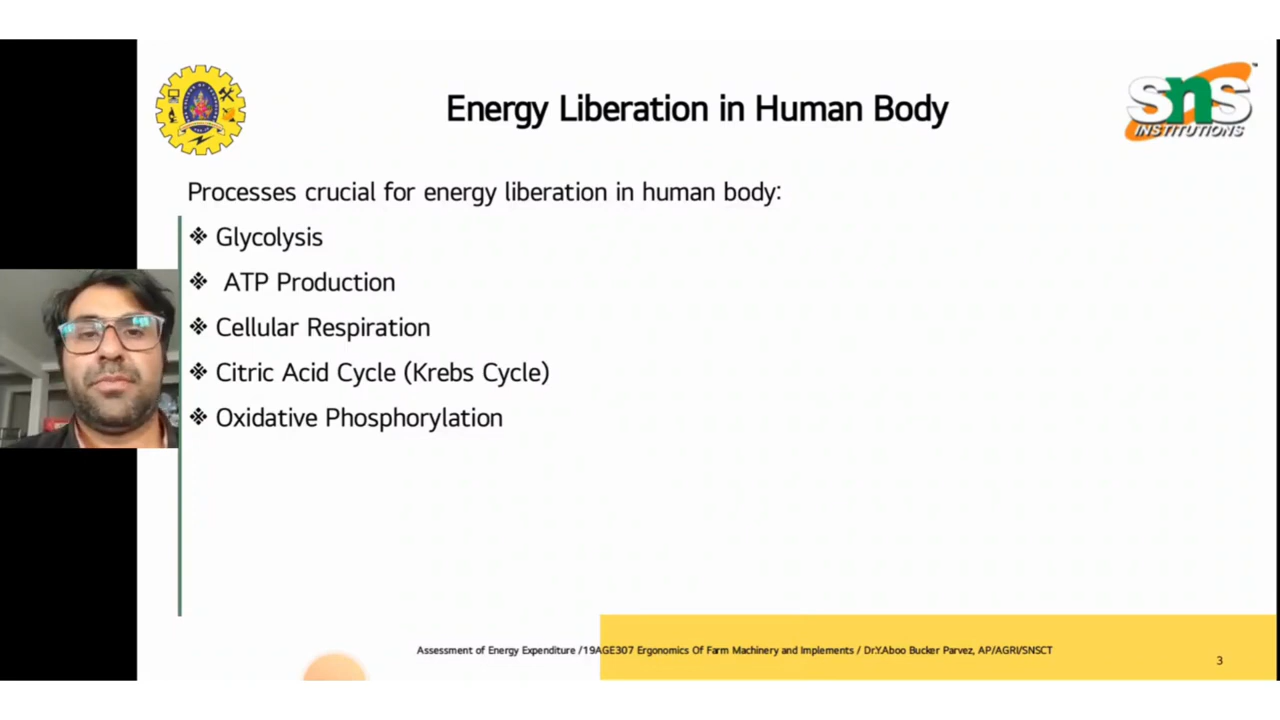 Energy Liberation in Human Body
SnS
INSTITUTIONS
Processes crucial for energy liberation in human body:
❖ Glycolysis
❖ ATP Production
❖ Cellular Respiration
❖ Citric Acid Cycle (Krebs Cycle)
❖ Oxidative Phosphorylation
Assessment of Energy Expenditure /19AGE307 Ergonomics Of Farm Machinery and Implements / Dr.Y.Aboo Bucker Parvez, AP/AGRI/SNSCT
3